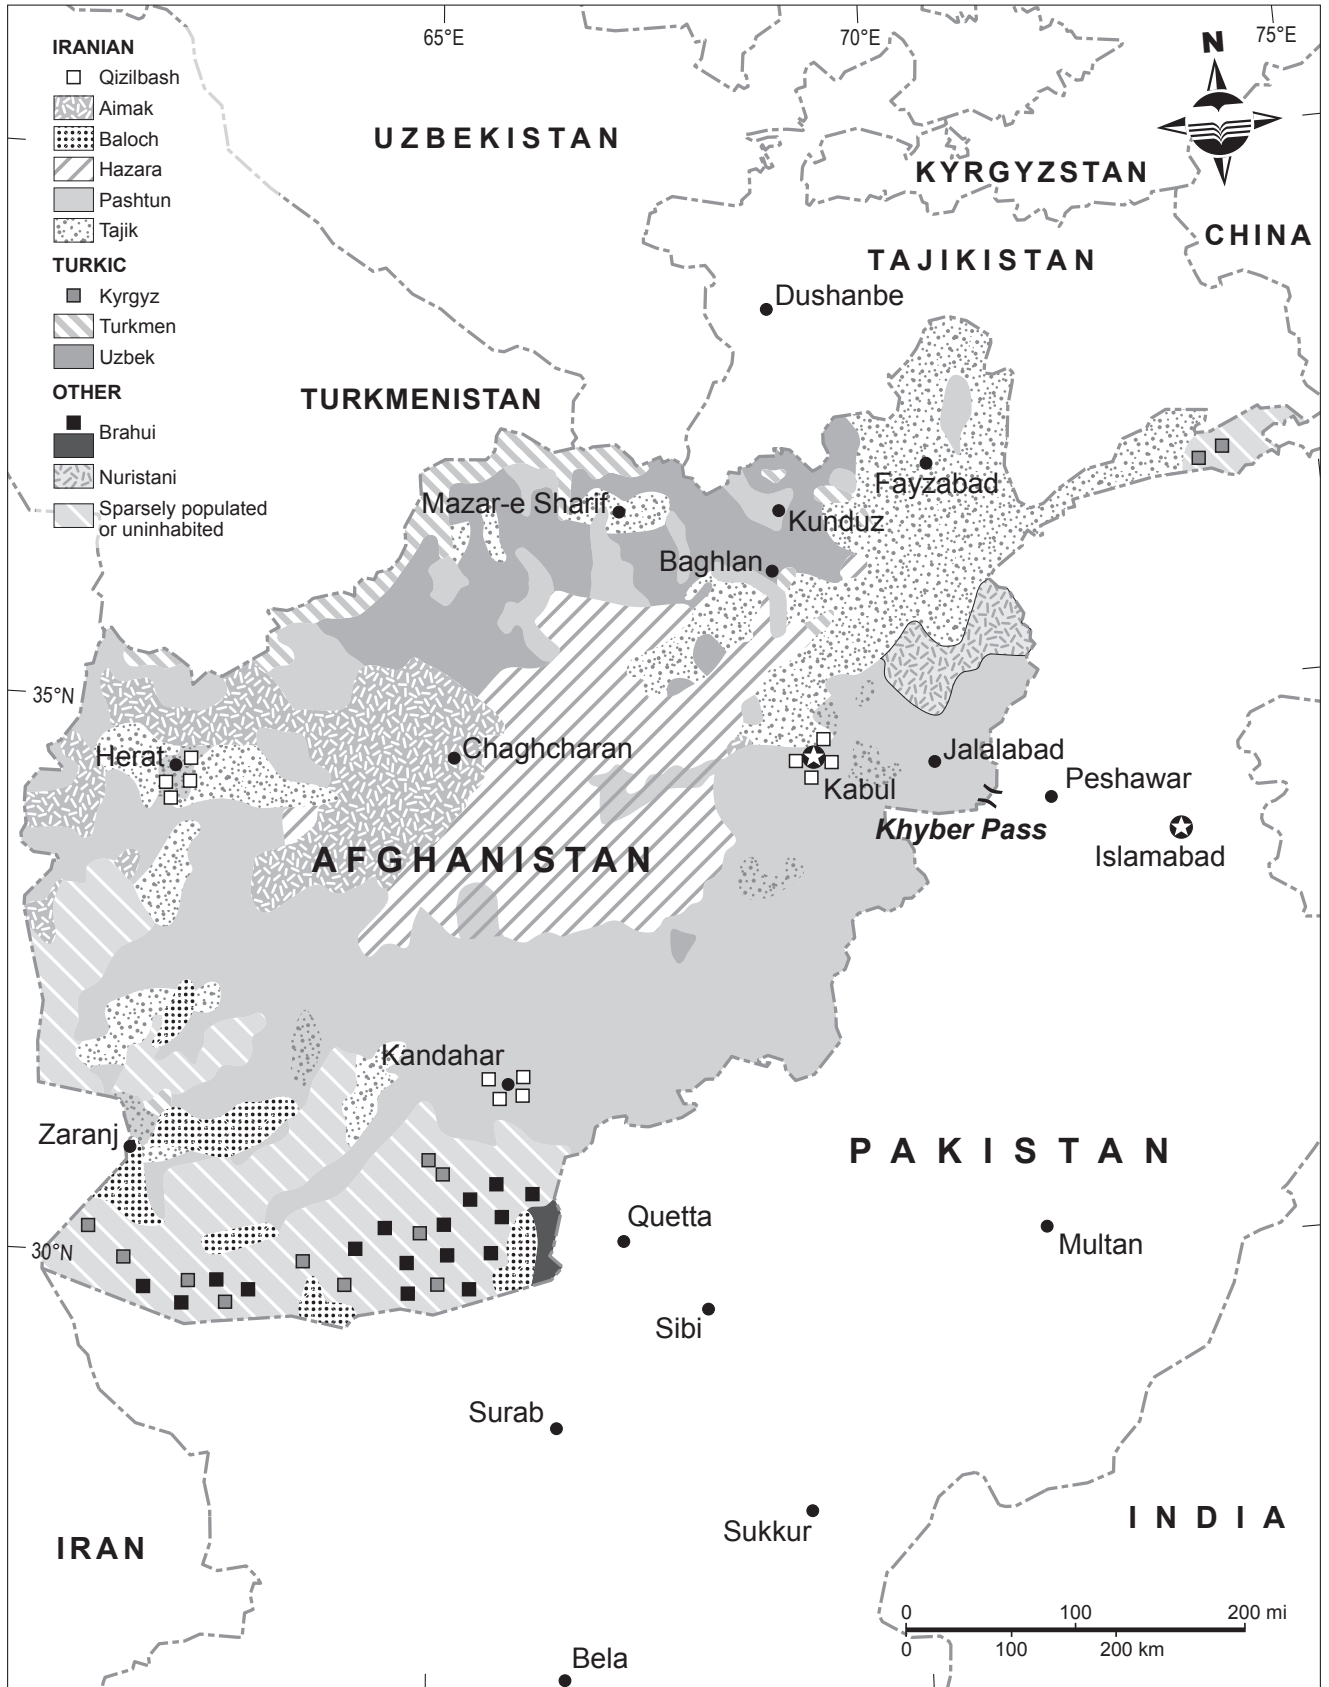 65°E
70°E
75°E
N
IRANIAN
Qizilbash
Aimak
Baloch
Hazara
Pashtun
Tajik
TURKIC
Kyrgyz
Turkmen
Uzbek
OTHER
Brahui
Nuristani
Sparsely populated
or uninhabited
UZBEKISTAN
KYRGYZSTAN
CHINA
TAJIKISTAN
Dushanbe
TURKMENISTAN
Fayzabad
Mazar-e Sharif
Kunduz
Baghlan
35°N
Herat
Chaghcharan
Jalalabad
Kabul
Peshawar
Khyber Pass
Islamabad
AFGHANISTAN
Kandahar
Zaranj
PAKISTAN
Quetta
Multan
30°N
Sibi
Surab
Sukkur
INDIA
IRAN
0 100 200 mi
0 100 200 km
Bela